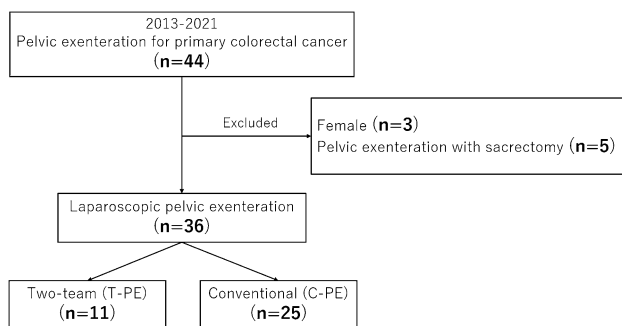 2013-2021
Pelvic exenteration for primary colorectal cancer
(n=44)
Excluded
Female (n=3)
Pelvic exenteration with sacrectomy (n=5)
Laparoscopic pelvic exenteration
(n=36)
Two-team (T-PE)
(n=11)
Conventional (C-PE)
(n=25)